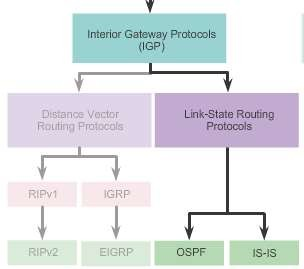 Interior Gateway Protocols
(IGP)
Distance Vector
Routing Protocols
Link-State Routing
Protocols
RIPv1
IGRP
RIPv2
EIGRP
OSPF
IS-IS